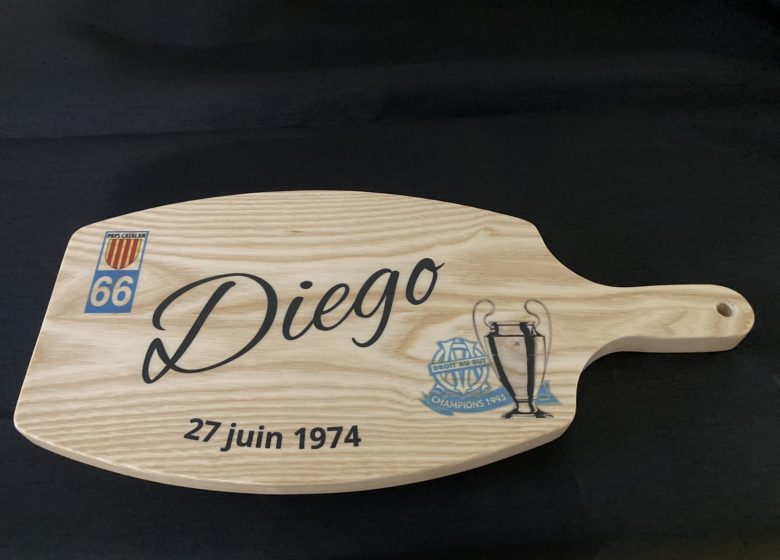 PAYS CATALAN
66
Diego
27 juin 1974
DROIT AU BUT
CHAMPIONS 1993